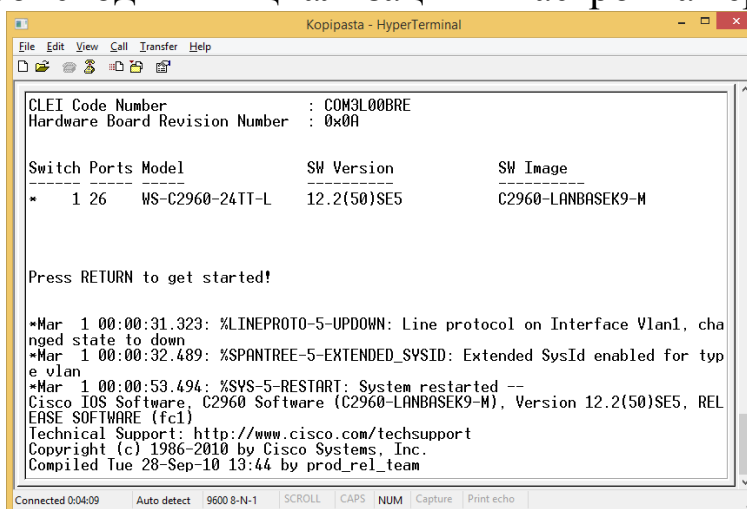 Kopipasta - HyperTerminal
File Edit View Call Transfer Help
CLEI Code Number : COM3L00BRE
Hardware Board Revision Number : 0x0A
Switch Ports Model SW Version SW Image
------ ----- ----- ---------- ----------
* 1 26 WS-C2960-24TT-L 12.2(50)SE5 C2960-LANBASEK9-M
Press RETURN to get started!
*Mar 1 00:00:31.323: %LINEPROTO-5-UPDOWN: Line protocol on Interface Vlan1, cha
nged state to down
*Mar 1 00:00:32.489: %SPANTREE-5-EXTENDED_SYSID: Extended SysId enabled for typ
e vlan
*Mar 1 00:00:53.494: %SYS-5-RESTART: System restarted --
Cisco IOS Software, C2960 Software (C2960-LANBASEK9-M), Version 12.2(50)SE5, REL
EASE SOFTWARE (fc1)
Technical Support: http://www.cisco.com/techsupport
Copyright (c) 1986-2010 by Cisco Systems, Inc.
Compiled Tue 28-Sep-10 13:44 by prod_rel_team
Connected 0:04:09 Auto detect 9600 8-N-1 SCROLL CAPS NUM Capture Print echo